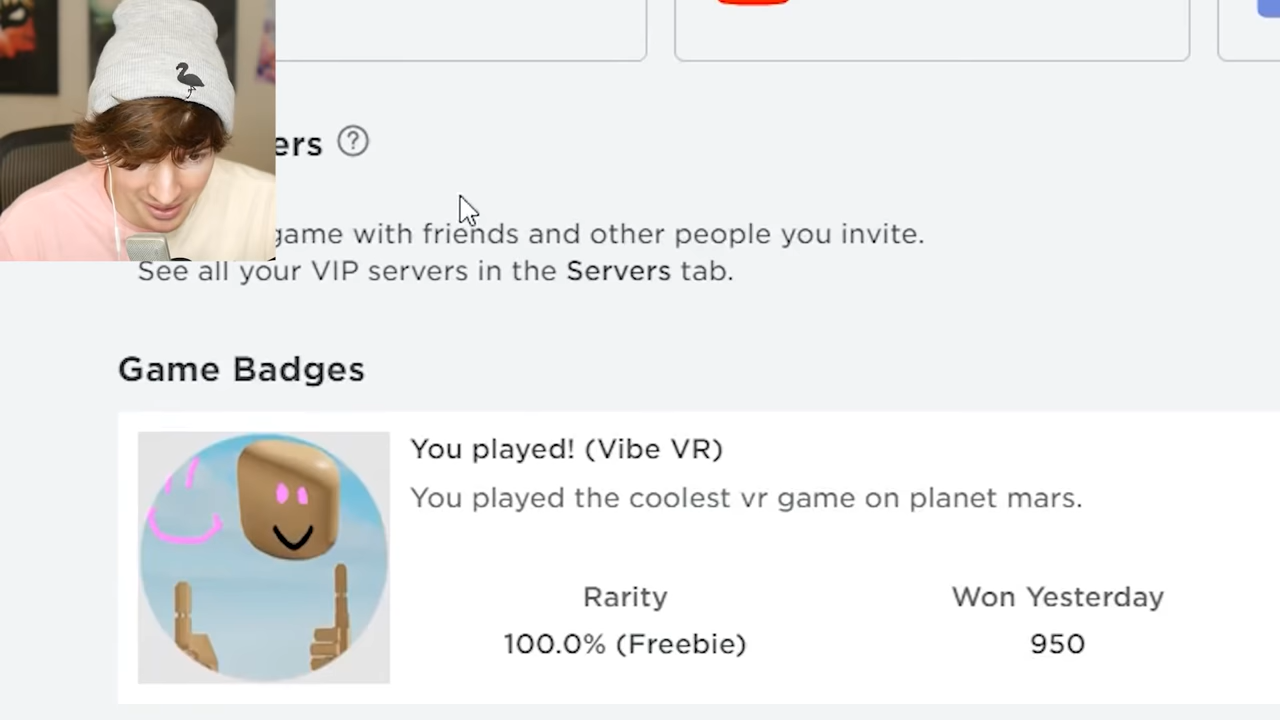 ers
game with friends and other people you invite.
See all your VIP servers in the Servers tab.
Game Badges
You played! (Vibe VR)
You played the coolest vr game on planet mars.
Rarity
Won Yesterday
100.0% (Freebie)
950